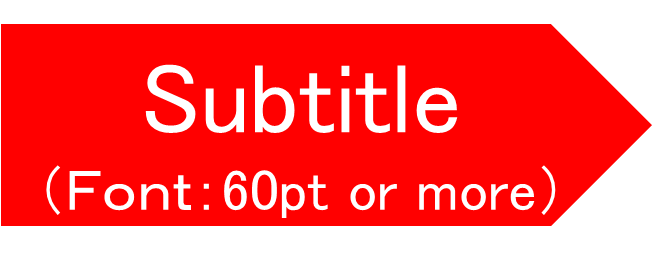 Subtitle
（Font：60pt or more）